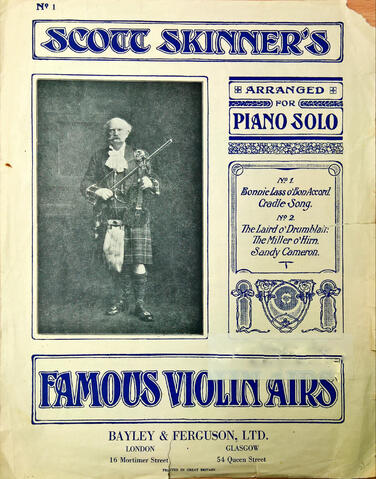 Nº 1
SCOTT SKINNER'S
ARRANGED
FOR
PIANO SOLO
Nº 1.
Bonnie Lass o' Bon Accord.
Cradle Song.
Nº 2.
The Laird o' Drumblair.
The Miller o' Hirn.
Sandy Cameron.
FAMOUS VIOLIN AIRS
BAYLEY & FERGUSON, LTD.
LONDON GLASGOW
16 Mortimer Street 54 Queen Street
PRINTED IN GREAT BRITAIN